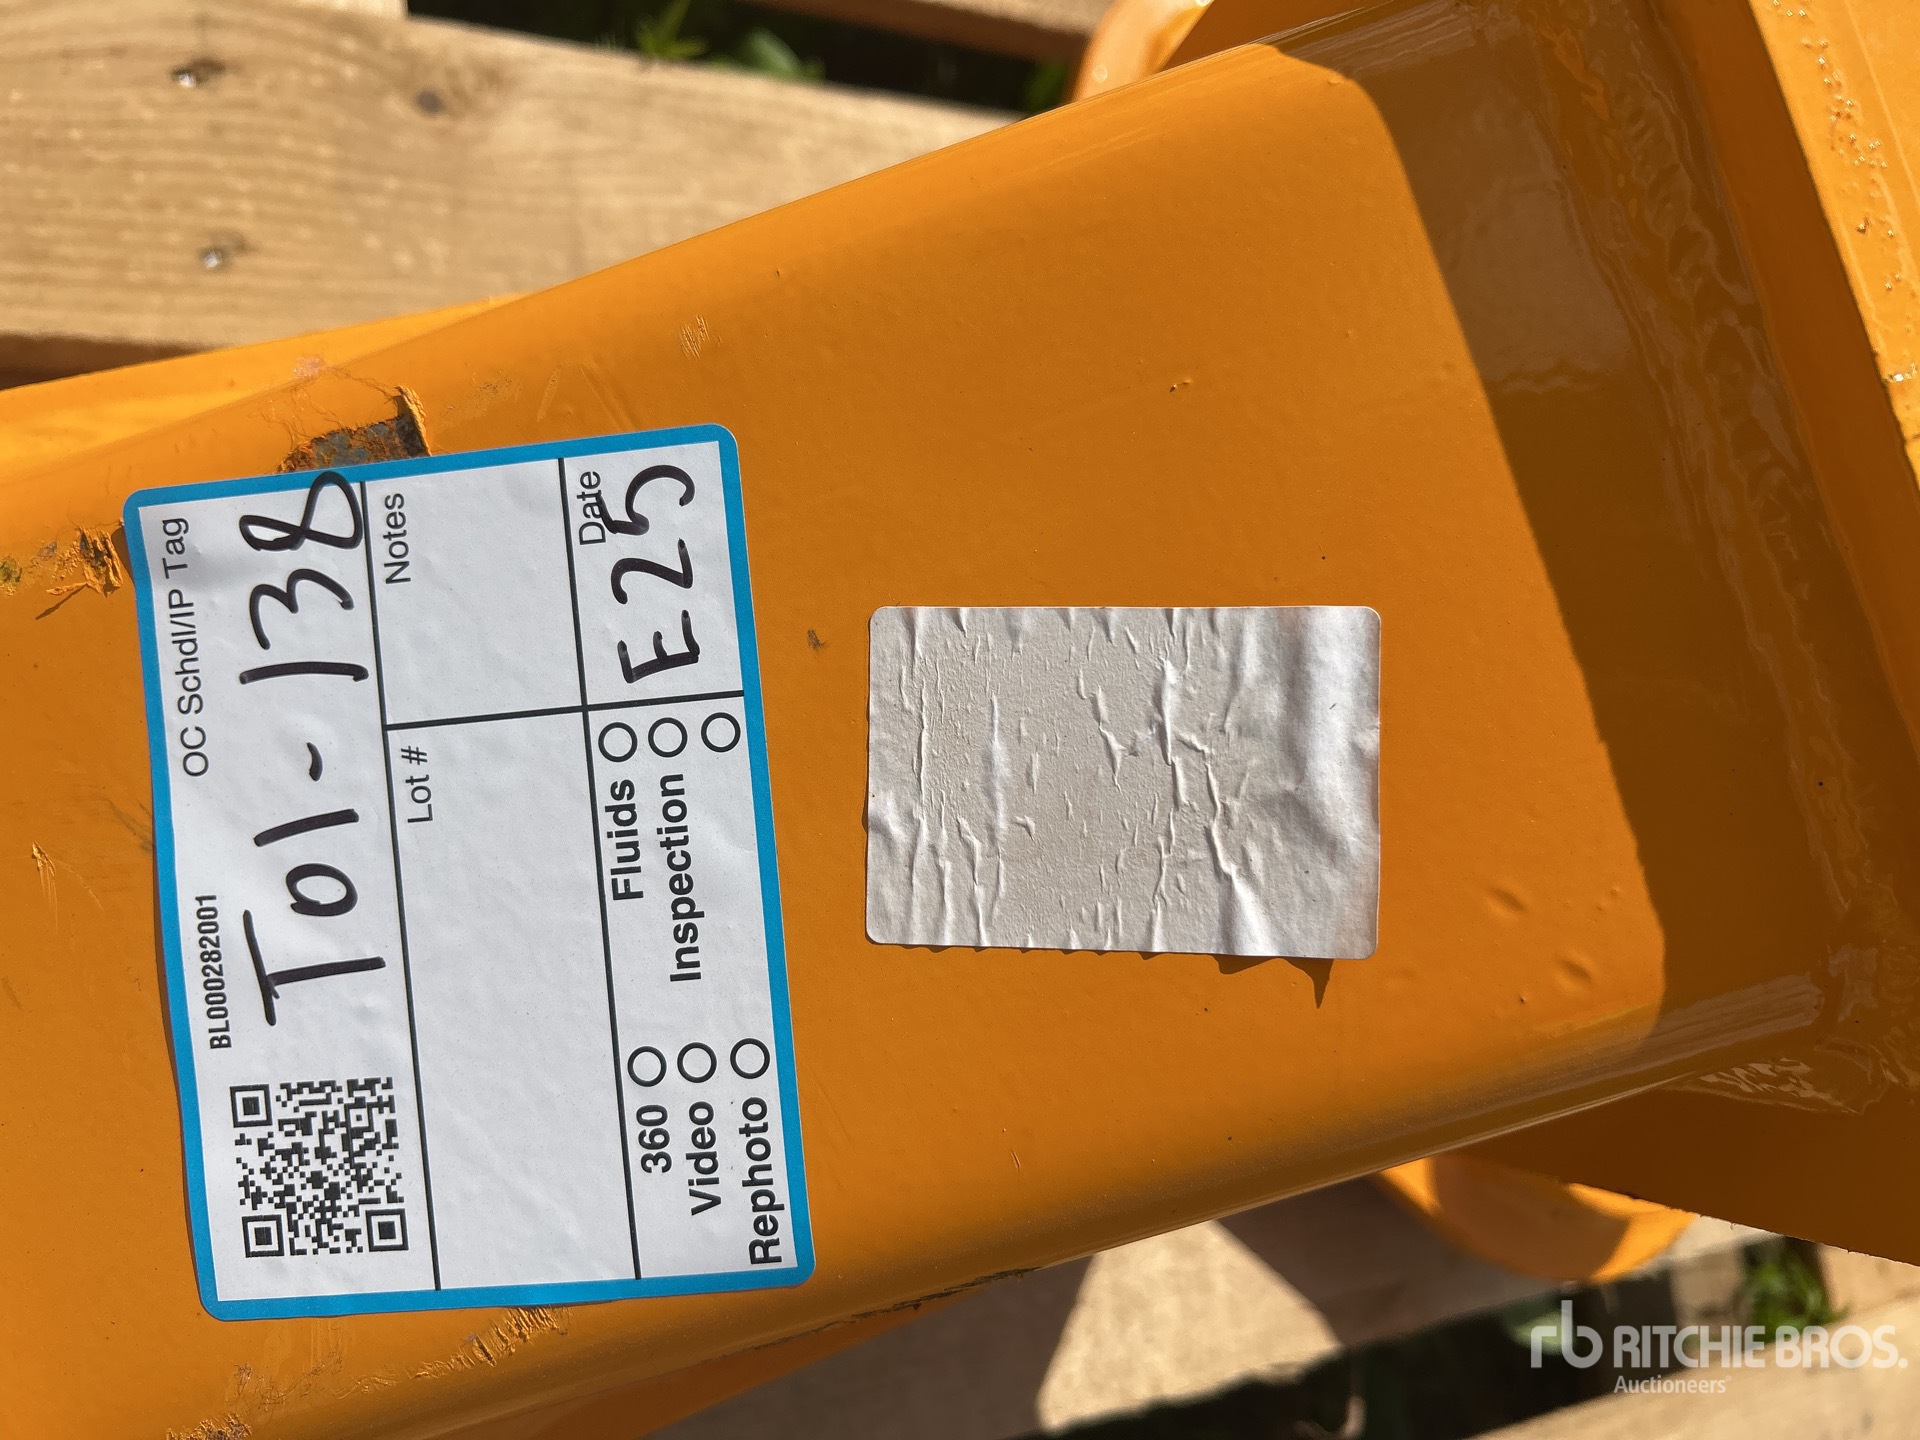 BL000282001
OC Schdl/IP Tag
T01-138
Lot #
Notes
360
Fluids
Date
Video
Inspection
E25
Rephoto
rb RITCHIE BROS.
Auctioneers